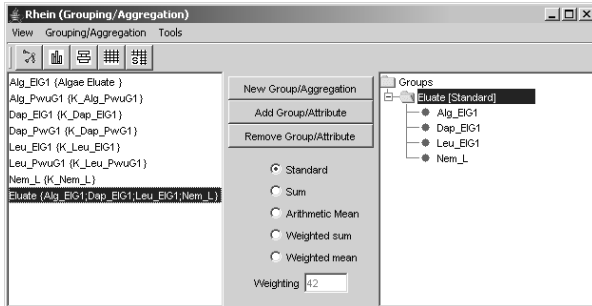 Rhein (Grouping/Aggregation)
View Grouping/Aggregation Tools
Alg_ElG1 {Algae Eluate }
Alg_PwuG1 {K_Alg_PwuG1}
Dap_ElG1 {K_Dap_ElG1}
Dap_PwG1 {K_Dap_PwG1}
Leu_ElG1 {K_Leu_ElG1}
Leu_PwuG1 {K_Leu_PwuG1}
Nem_L {K_Nem_L}
Eluate {Alg_ElG1;Dap_ElG1;Leu_ElG1;Nem_L}
New Group/Aggregation
Add Group/Attribute
Remove Group/Attribute
Standard
Sum
Arithmetic Mean
Weighted sum
Weighted mean
Weighting 42
Groups
Eluate [Standard]
Alg_ElG1
Dap_ElG1
Leu_ElG1
Nem_L